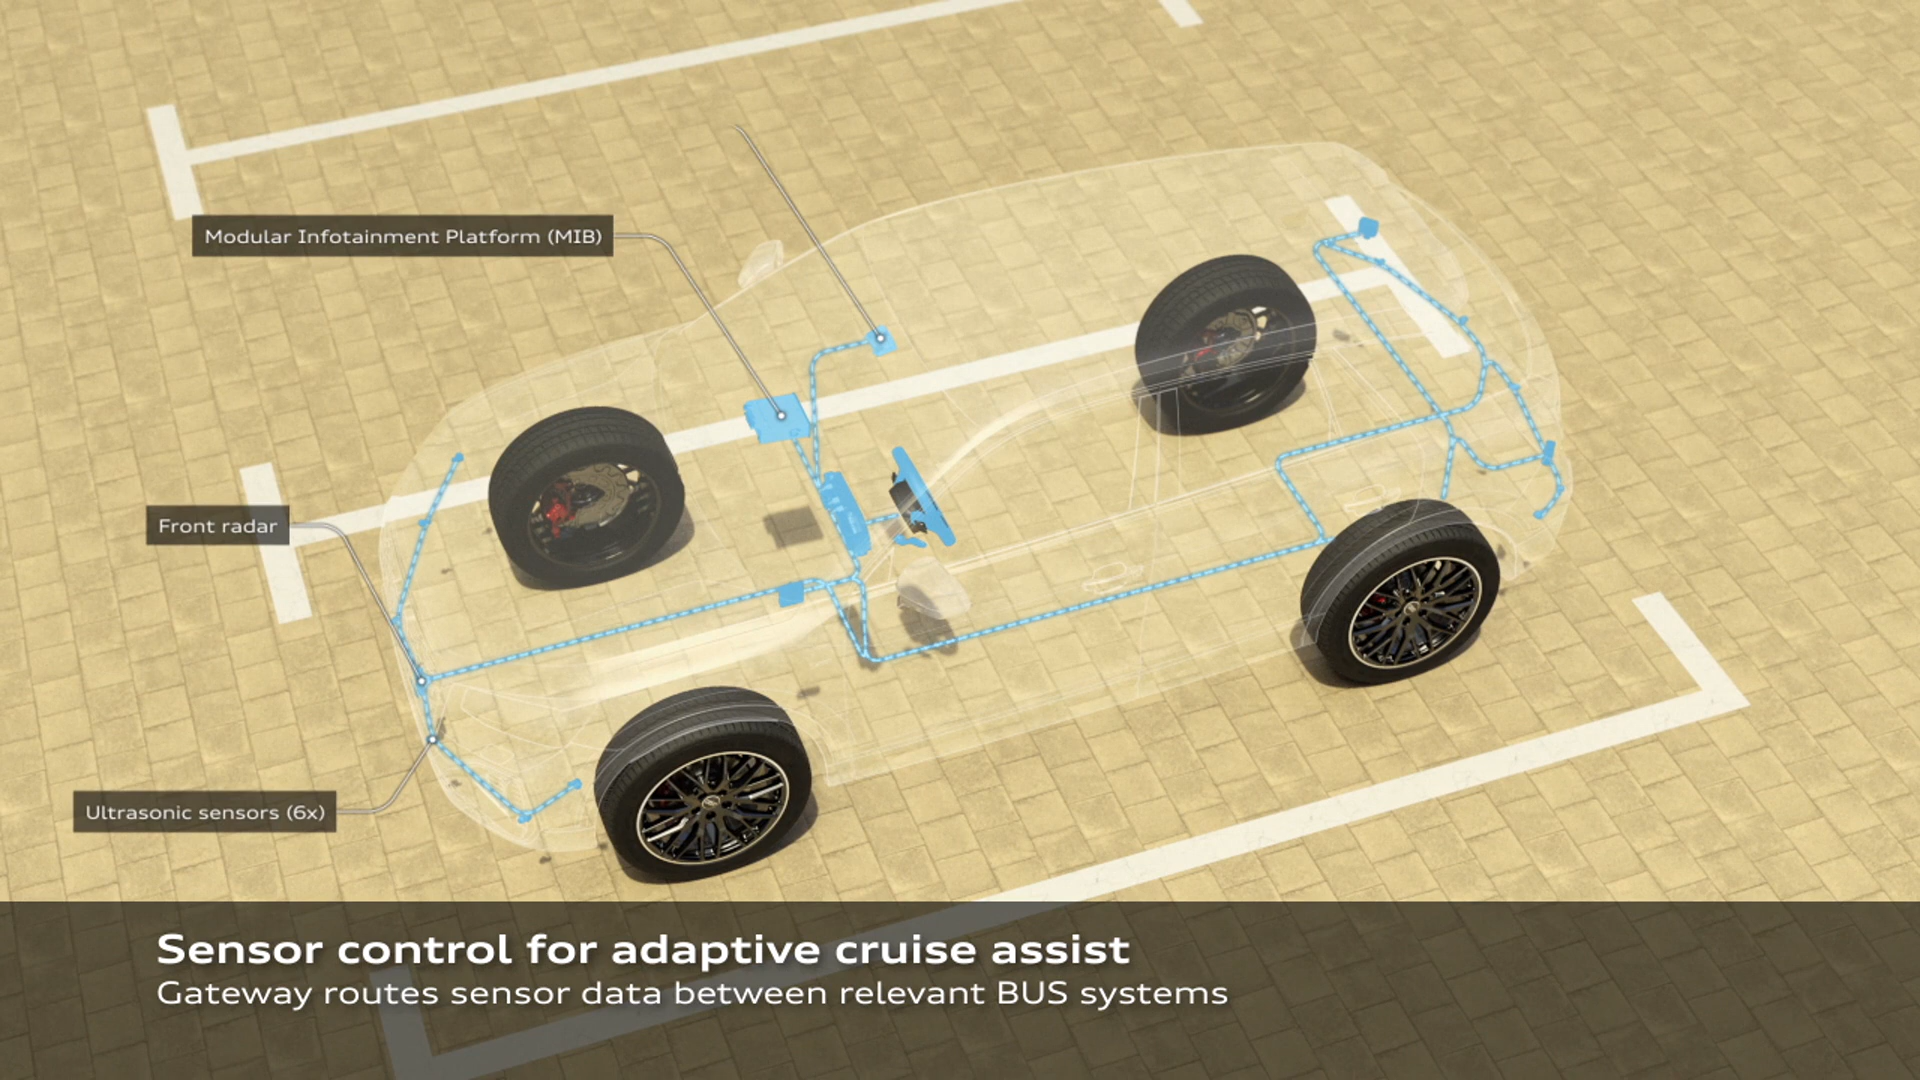 Modular Infotainment Platform (MIB)
Front radar
Ultrasonic sensors (6x)
Sensor control for adaptive cruise assist
Gateway routes sensor data between relevant BUS systems